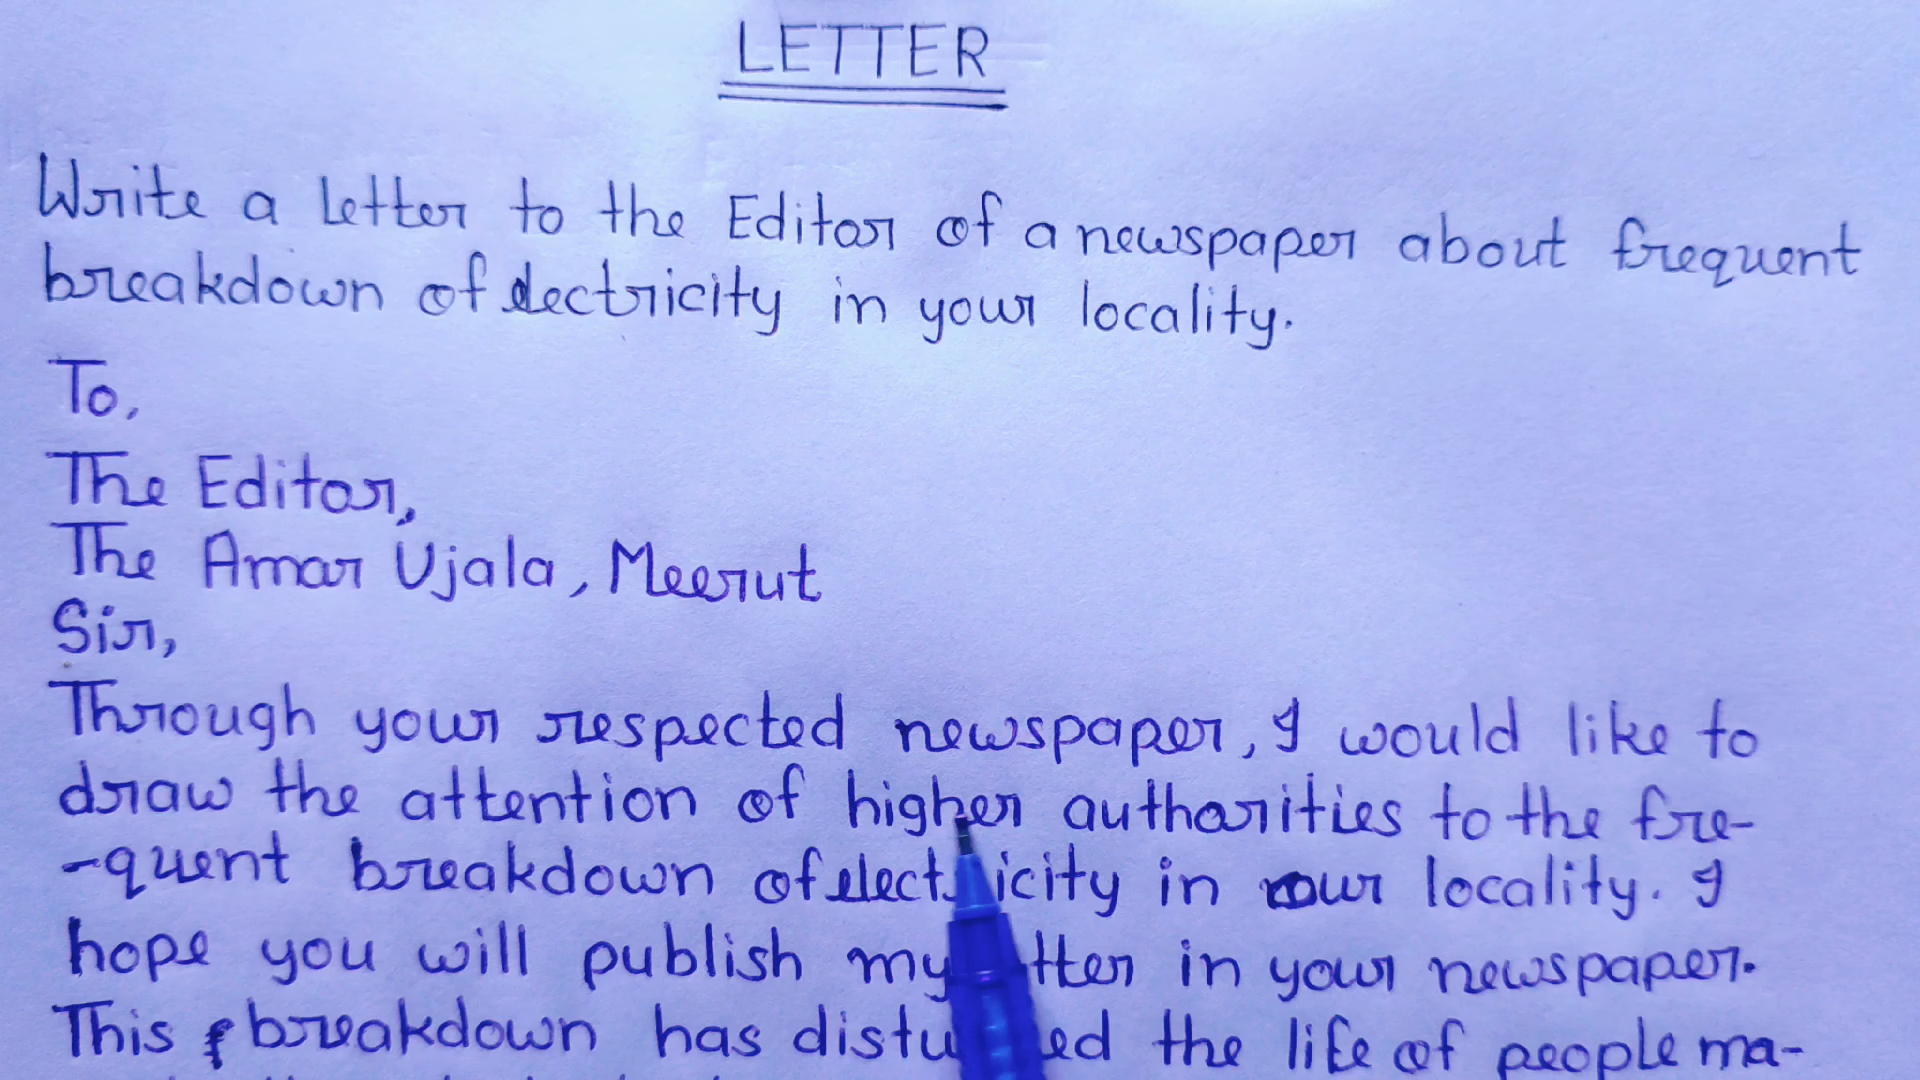 LETTER
Write a letter to the Editor of a newspaper about frequent
breakdown of electricity in your locality.
To,
The Editor,
The Amar Ujala, Meerut
Sir,
Through your respected newspaper, I would like to
draw the attention of higher authorities to the fre-
-quent breakdown of electricity in our locality. I
hope you will publish my letter in your newspaper.
This breakdown has disturbed the life of people ma-